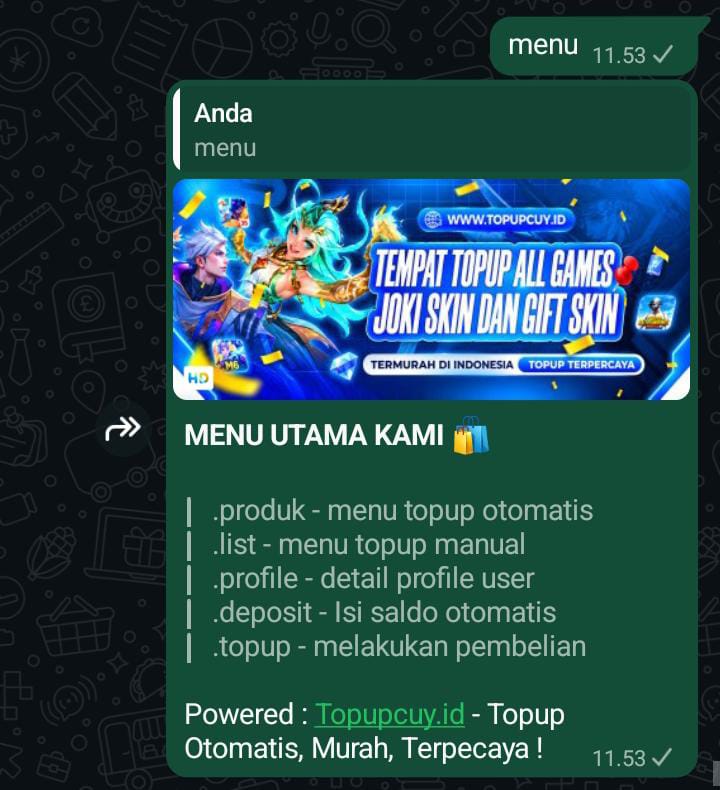 menu
11.53
Anda
menu
WWW.TOPUPCUY.ID
TEMPAT TOPUP ALL GAMES
JOKI SKIN DAN GIFT SKIN
M6
HD
TERMURAH DI INDONESIA TOPUP TERPERCAYA
MENU UTAMA KAMI 🛍️
.produk - menu topup otomatis
.list - menu topup manual
.profile - detail profile user
.deposit - Isi saldo otomatis
.topup - melakukan pembelian
Powered : Topupcuy.id - Topup
Otomatis, Murah, Terpecaya !
11.53